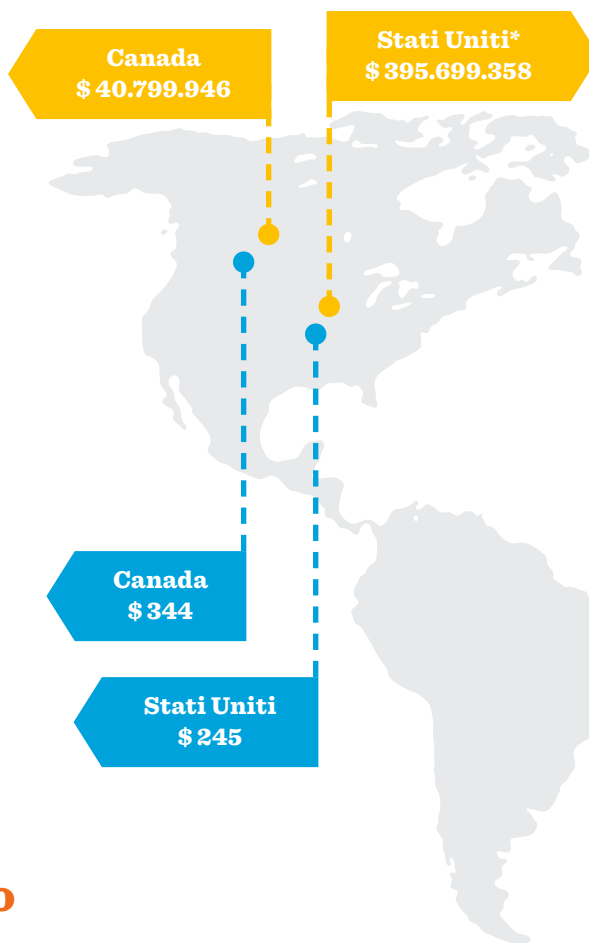 Canada
$ 40.799.946
Stati Uniti*
$ 395.699.358
Canada
$ 344
Stati Uniti
$ 245
o